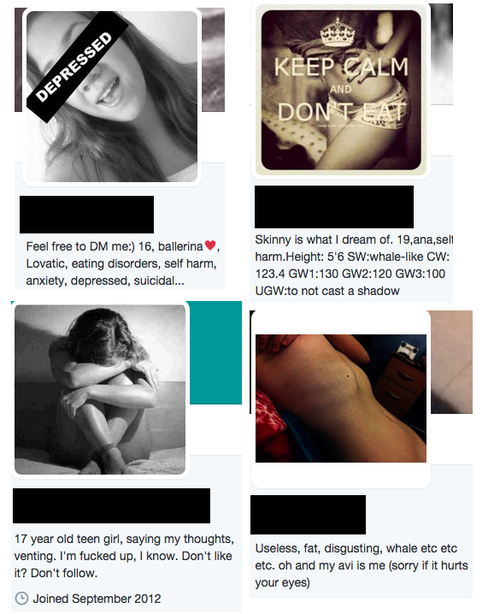 DEPRESSED
Feel free to DM me:) 16, ballerina❤,
Lovatic, eating disorders, self harm,
anxiety, depressed, suicidal...
KEEP CALM
AND
DON'T EAT
Skinny is what I dream of. 19,ana,self
harm.Height: 5'6 SW:whale-like CW:
123.4 GW1:130 GW2:120 GW3:100
UGW:to not cast a shadow
17 year old teen girl, saying my thoughts,
venting. I'm fucked up, I know. Don't like
it? Don't follow.
Joined September 2012
Useless, fat, disgusting, whale etc etc
etc. oh and my avi is me (sorry if it hurts
your eyes)